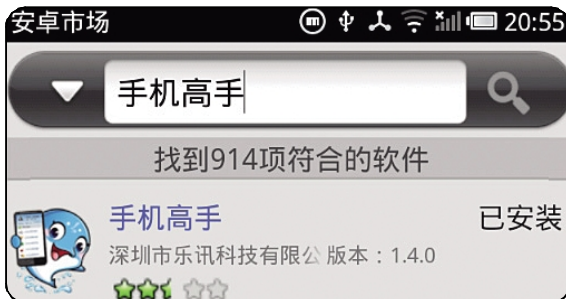 安卓市场 20:55
手机高手
找到914项符合的软件
手机高手 已安装
深圳市乐讯科技有限公 版本：1.4.0